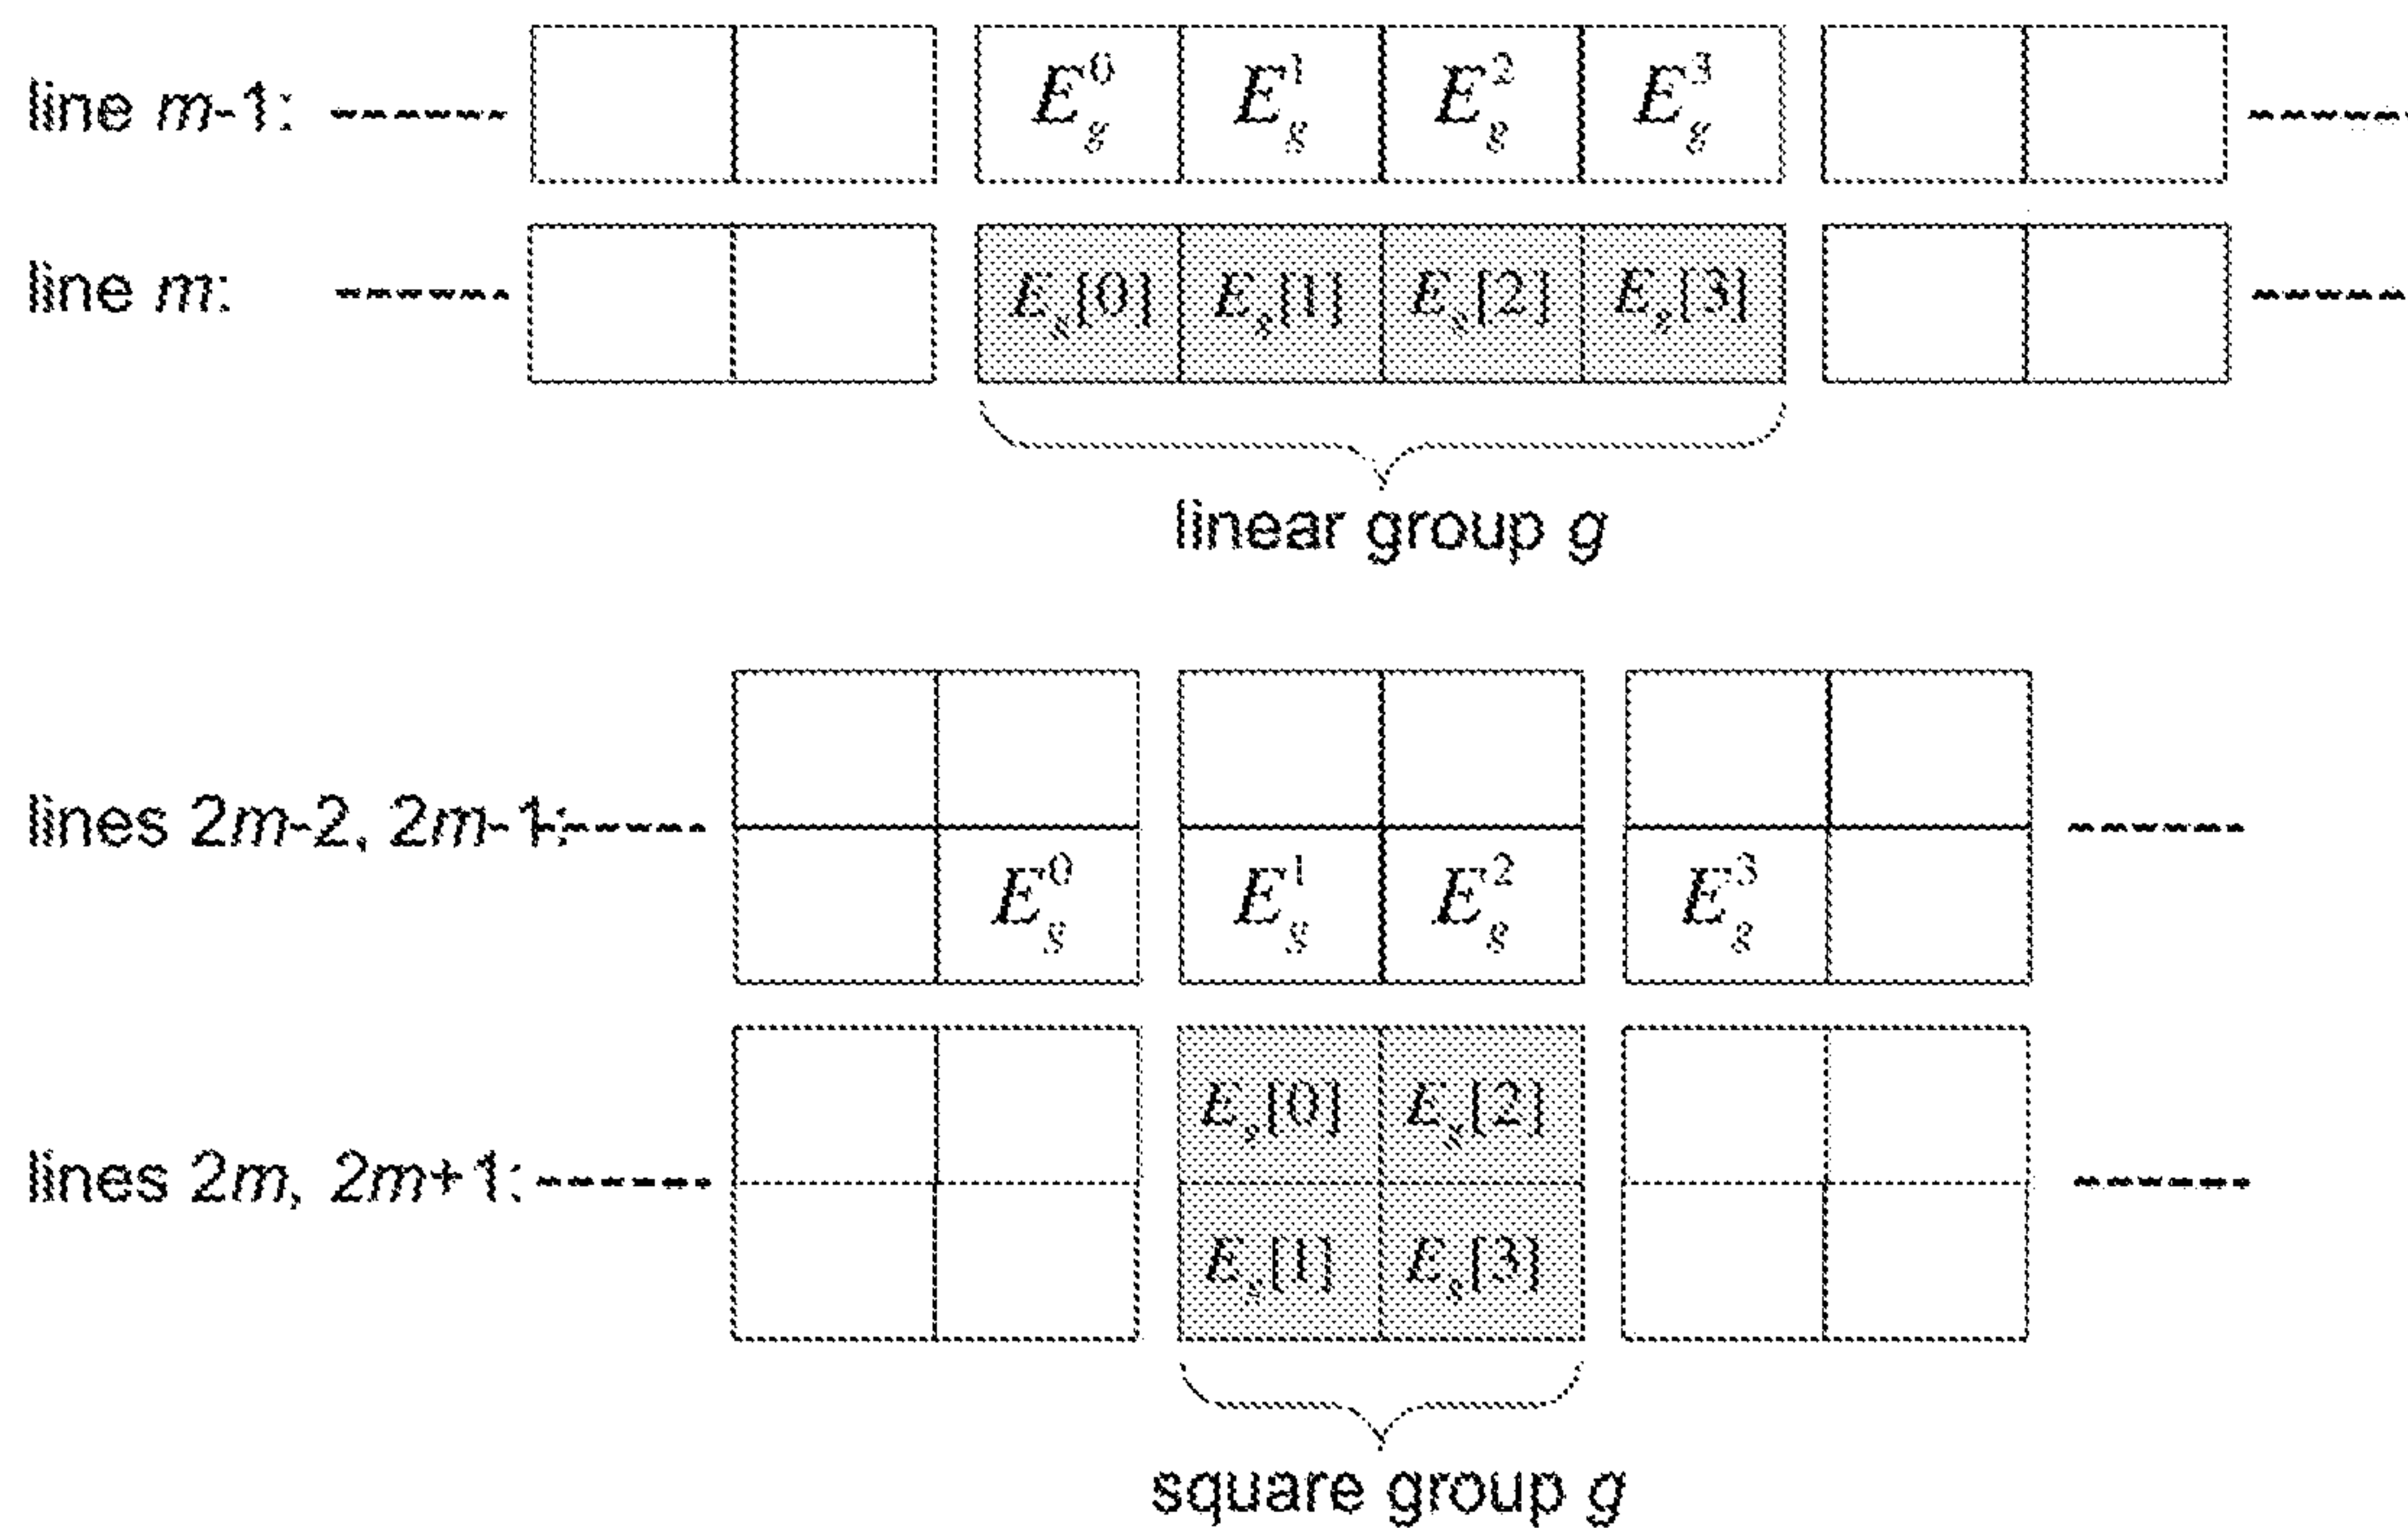 line m-1: E_g^0 E_g^1 E_g^2 E_g^3
line m: E_g[0] E_g[1] E_g[2] E_g[3]
linear group g
lines 2m-2, 2m-1: E_g^0 E_g^1 E_g^2 E_g^3
E_g[0] E_g[2]
lines 2m, 2m+1:
E_g[1] E_g[3]
square group g